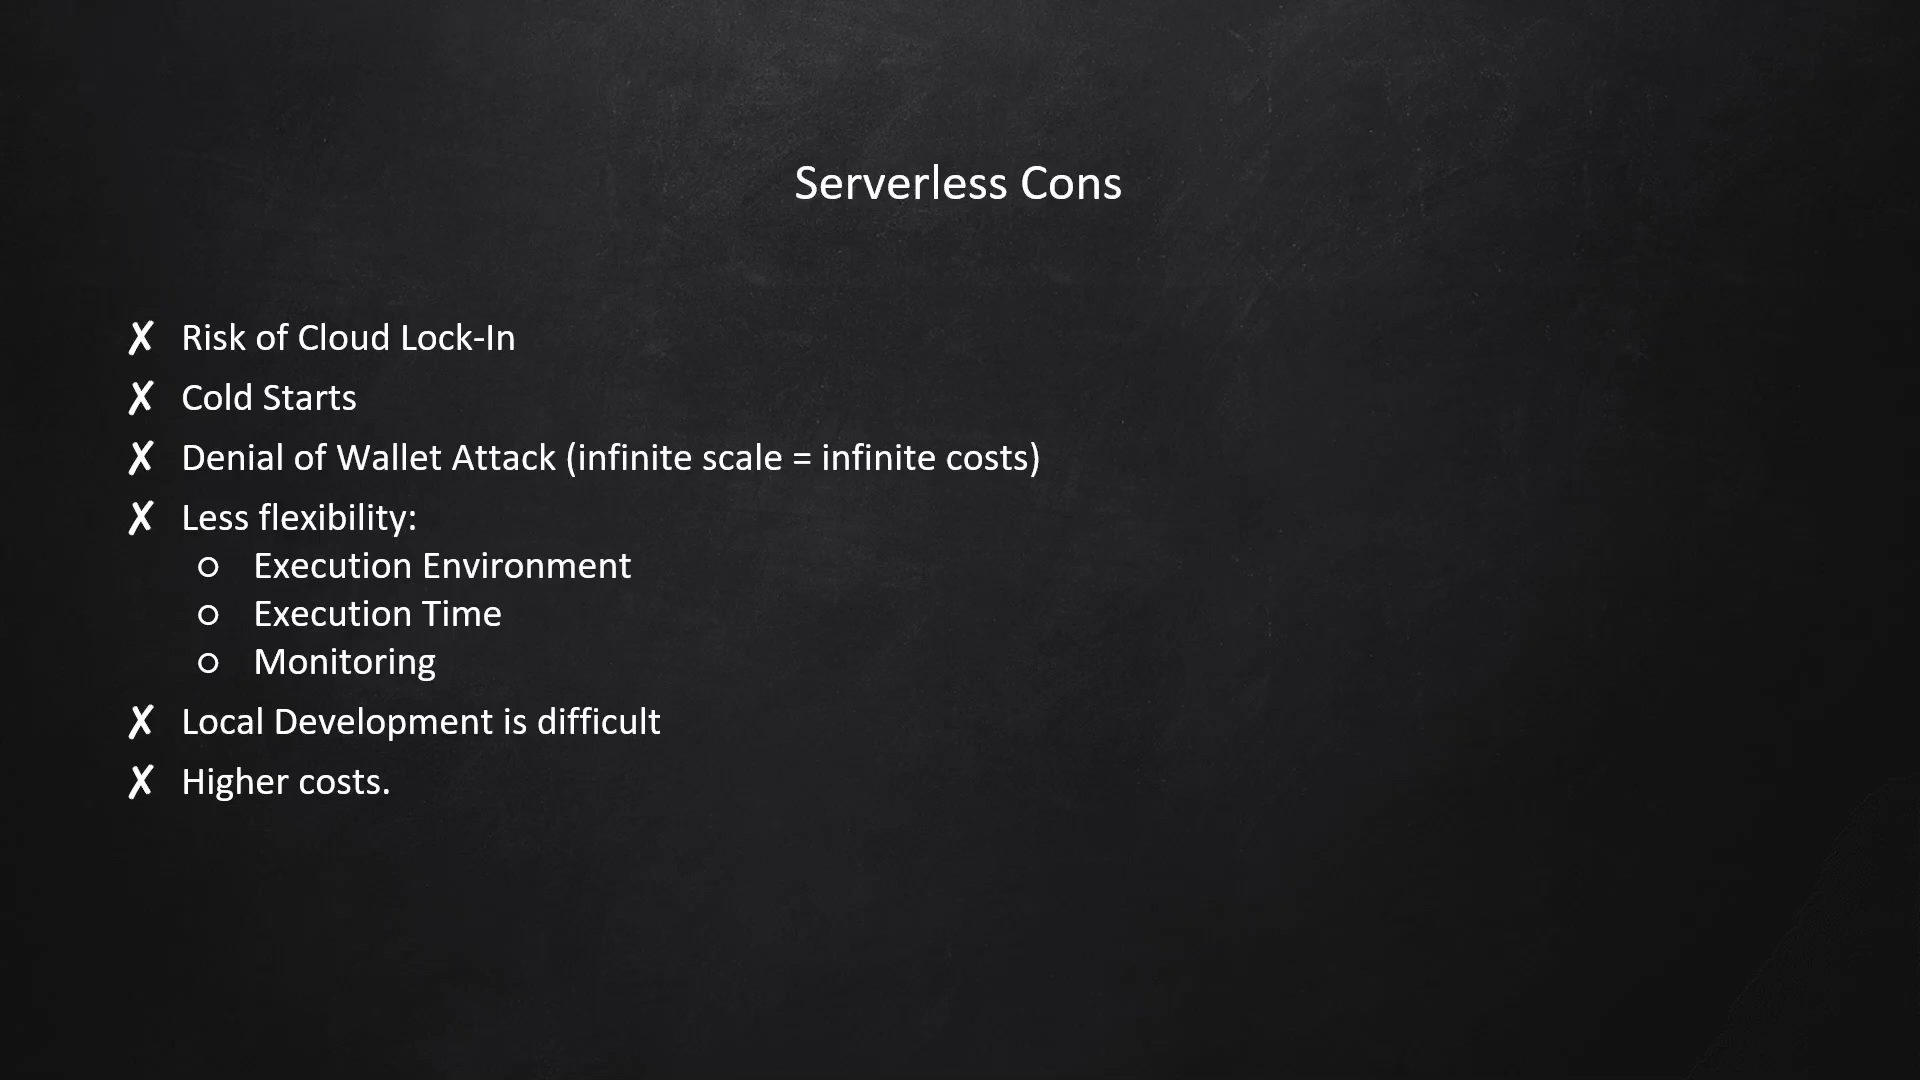 Serverless Cons
✗ Risk of Cloud Lock-In
✗ Cold Starts
✗ Denial of Wallet Attack (infinite scale = infinite costs)
✗ Less flexibility:
○ Execution Environment
○ Execution Time
○ Monitoring
✗ Local Development is difficult
✗ Higher costs.